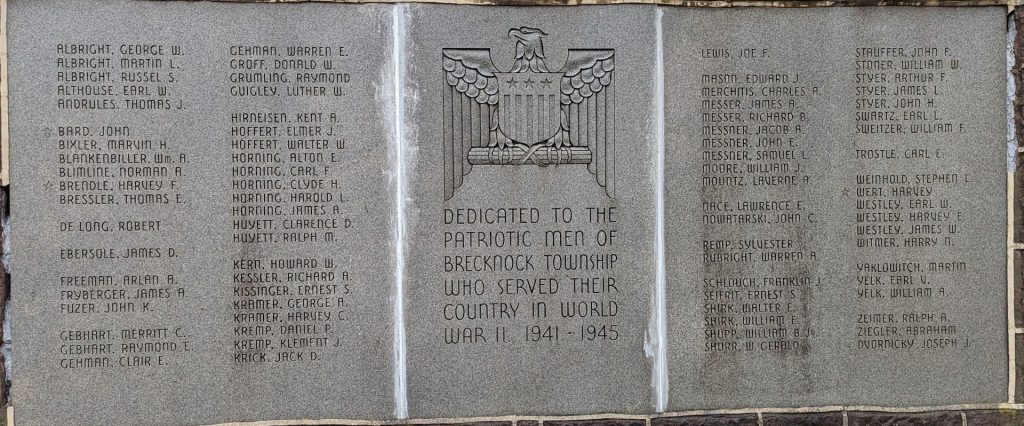 ALBRIGHT, GEORGE W.
ALBRIGHT, MARTIN L.
ALBRIGHT, RUSSEL S.
ALTHOUSE, EARL W.
ANDRULES, THOMAS J.
☆ BARD, JOHN
BIXLER, MARVIN H.
BLANKENBILLER, Wm. A.
BLIMLINE, NORMAN A.
☆ BRENDLE, HARVEY F.
BRESSLER, THOMAS E.
DE LONG, ROBERT
EBERSOLE, JAMES D.
FREEMAN, ARLAN A.
FRYBERGER, JAMES A.
FUZER, JOHN K.
GEBHART, MERRITT C.
GEBHART, RAYMOND E.
GEHMAN, CLAIR E.
GEHMAN, WARREN E.
GROFF, DONALD W.
GRUMLING, RAYMOND
GUIGLEY, LUTHER W.
HIRNEISEN, KENT A.
HOFFERT, ELMER J.
HOFFERT, WALTER W.
HORNING, ALTON E.
HORNING, CARL F.
HORNING, CLYDE H.
HORNING, HAROLD L.
HORNING, JAMES A.
HUYETT, CLARENCE D.
HUYETT, RALPH M.
KERN, HOWARD W.
KESSLER, RICHARD A.
KISSINGER, ERNEST S.
KRAMER, GEORGE A.
KRAMER, HARVEY C.
KREMP, DANIEL P.
KREMP, KLEMENT J.
KRICK, JACK D.
DEDICATED TO THE
PATRIOTIC MEN OF
BRECKNOCK TOWNSHIP
WHO SERVED THEIR
COUNTRY IN WORLD
WAR II. 1941 - 1945
LEWIS, JOE F.
MASON, EDWARD J.
MERCHITIS, CHARLES A.
MESSER, JAMES A.
MESSER, RICHARD B.
MESSNER, JACOB A.
MESSNER, JOHN E.
MESSNER, SAMUEL L.
MOORE, WILLIAM J.
MOUNTZ, LAVERNE A.
NACE, LAWRENCE E.
NOWATARSKI, JOHN C.
REMP, SYLVESTER
RUBRIGHT, WARREN A.
SCHLOUCH, FRANKLIN J.
SEIFRIT, ERNEST S.
SHIRK, WALTER E.
SHIRK, WILLIAM E.
SHUPP, WILLIAM B. Jr.
SHURR, W. GERALD
STAUFFER, JOHN F.
STONER, WILLIAM W.
STYER, ARTHUR F.
STYER, JAMES L.
STYER, JOHN H.
SWARTZ, EARL L.
SWEITZER, WILLIAM F.
TROSTLE, CARL E.
WEINHOLD, STEPHEN L.
☆ WERT, HARVEY
WESTLEY, EARL W.
WESTLEY, HARVEY E.
WESTLEY, JAMES W.
WITMER, HARRY N.
YAKLOWITCH, MARTIN
YELK, EARL V.
YELK, WILLIAM A.
ZEIMER, RALPH A.
ZIEGLER, ABRAHAM
DVORNICKY, JOSEPH J.